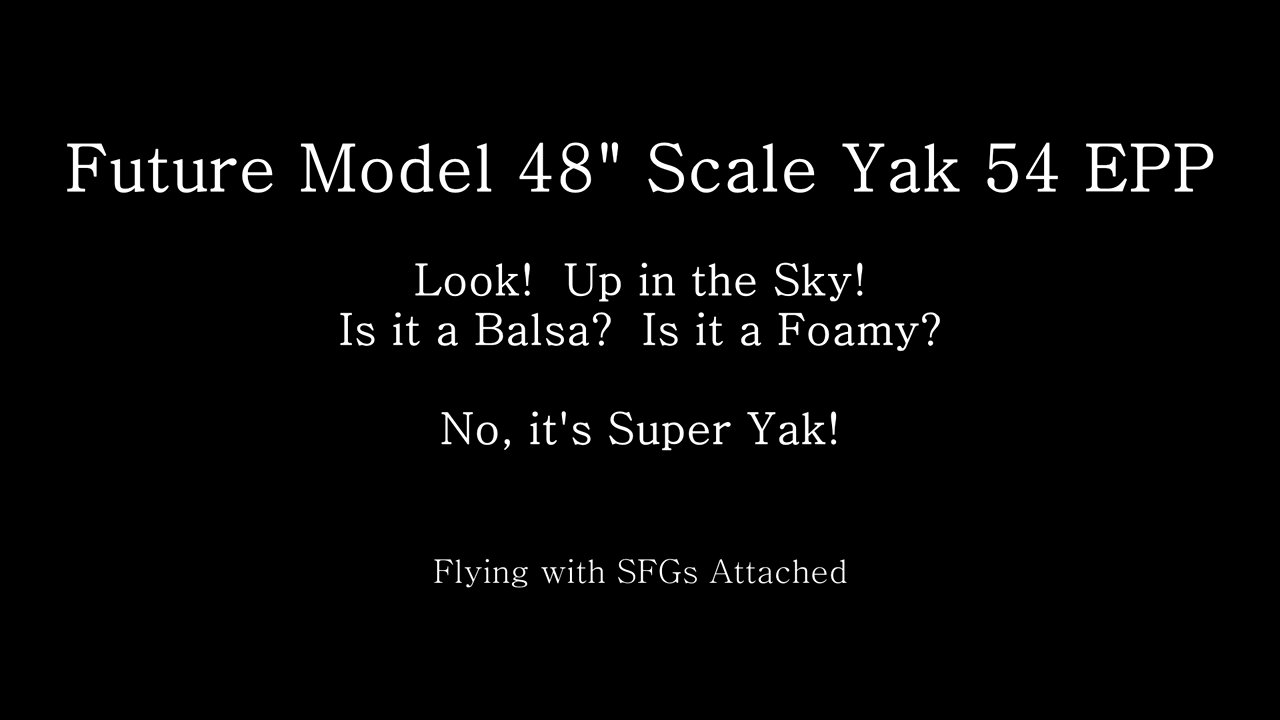 Future Model 48" Scale Yak 54 EPP
Look!  Up in the Sky!
Is it a Balsa?  Is it a Foamy?
No, it's Super Yak!
Flying with SFGs Attached